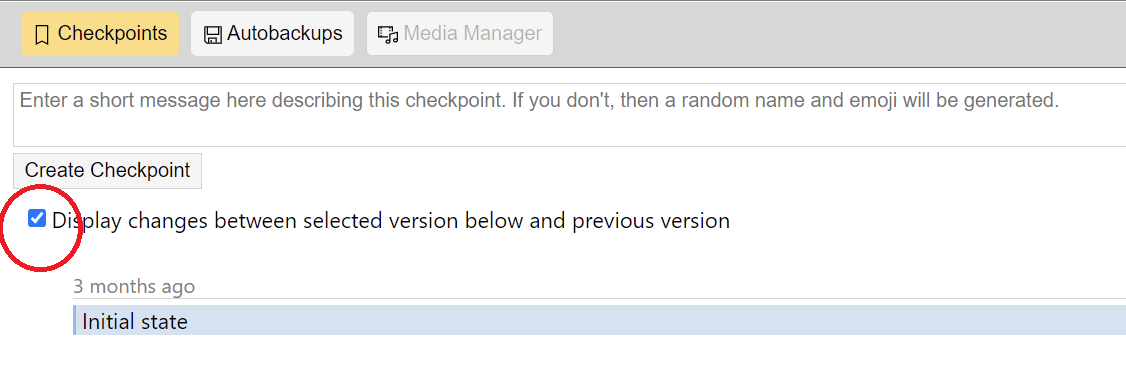 Checkpoints Autobackups Media Manager
Enter a short message here describing this checkpoint. If you don't, then a random name and emoji will be generated.
Create Checkpoint
Display changes between selected version below and previous version
3 months ago
Initial state